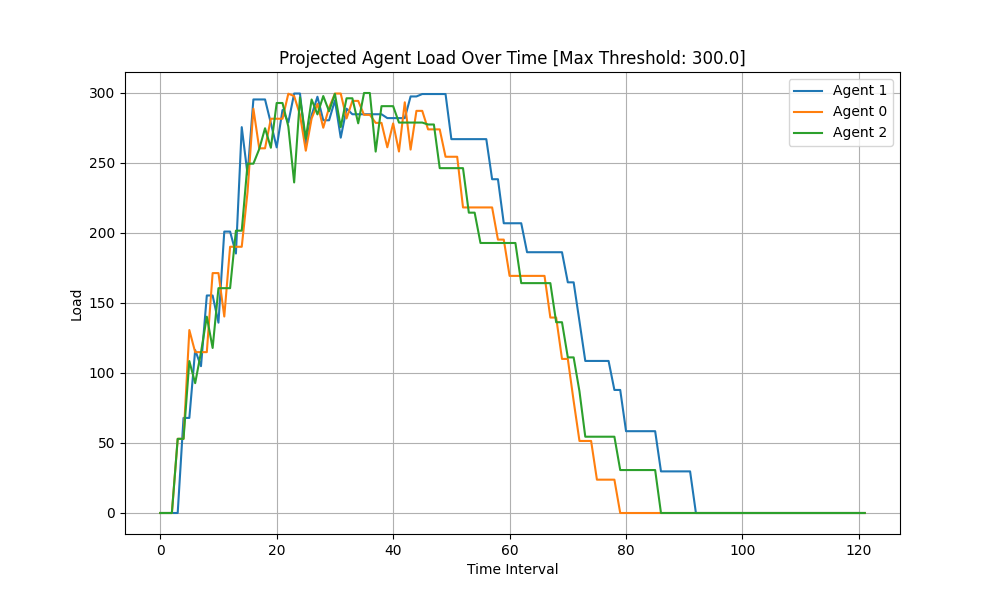 Projected Agent Load Over Time [Max Threshold: 300.0]
Agent 1
Agent 0
Agent 2
Load
300
250
200
150
100
50
0
0 20 40 60 80 100 120
Time Interval